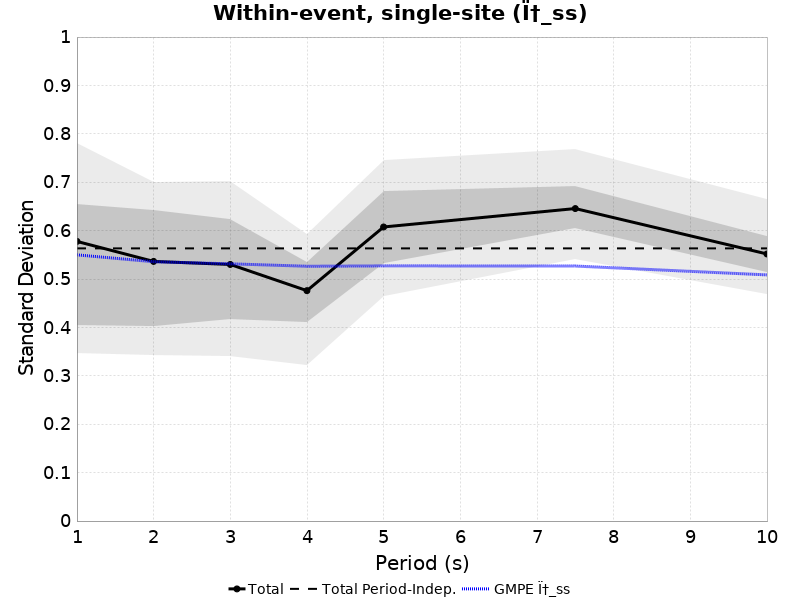 Within-event, single-site (Ï†_ss)
1
0.9
0.8
0.7
0.6
0.5
0.4
0.3
0.2
0.1
0
Standard Deviation
1 2 3 4 5 6 7 8 9 10
Period (s)
Total Total Period-Indep. GMPE Ï†_ss